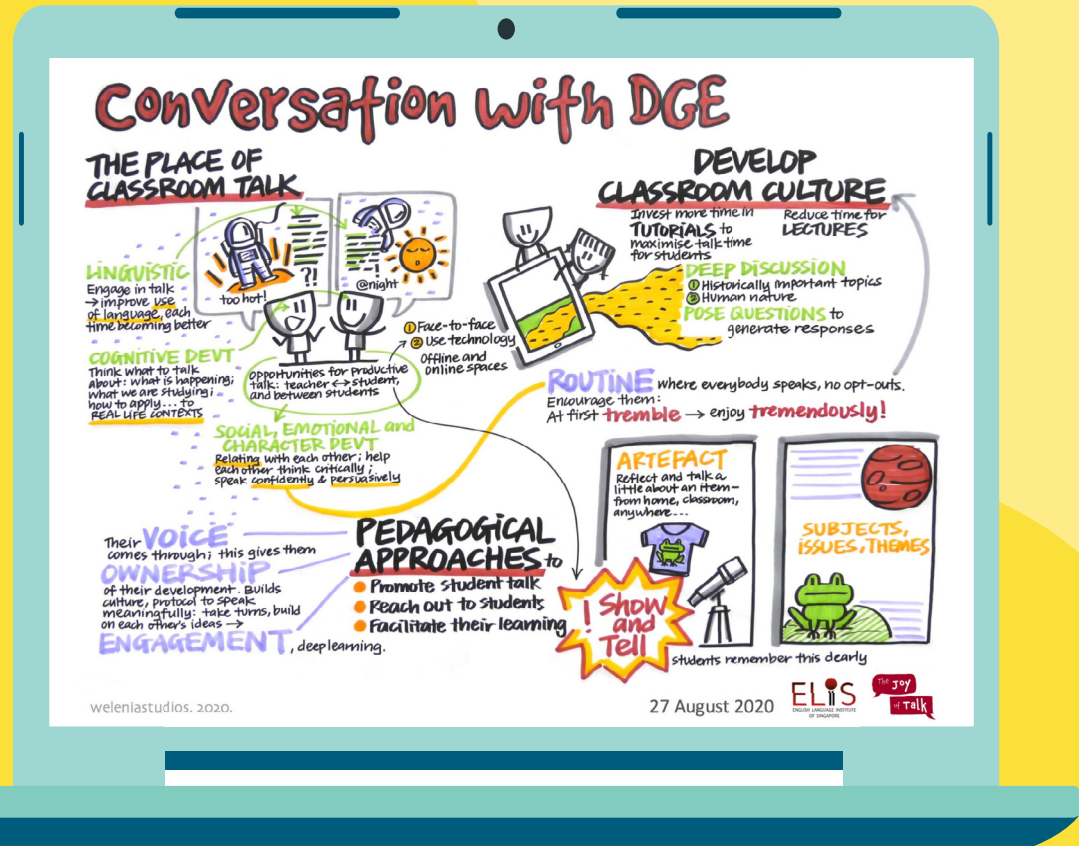 Conversation with DGE
THE PLACE OF
CLASSROOM TALK
too hot!
?!
@night
LINGUISTIC
Engage in talk
→ improve use
of language, each
time becoming better
COGNITIVE DEVT
Think what to talk
about: what is happening;
what we are studying;
how to apply... to
REAL LIFE CONTEXTS
Opportunities for productive
talk: teacher ↔ student,
and between students
① Face-to-face
② Use technology
Offline and
online spaces
SOCIAL, EMOTIONAL and
CHARACTER DEVT
Relating with each other; help
each other think critically;
speak confidently & persuasively
DEVELOP
CLASSROOM CULTURE
Invest more time in
TUTORIALS to
maximise talk time
for students
Reduce time for
LECTURES
DEEP DISCUSSION
① Historically important topics
② Human nature
POSE QUESTIONS to
generate responses
ROUTINE where everybody speaks, no opt-outs.
Encourage them:
At first tremble → enjoy tremendously!
Their VOICE
comes through; this gives them
OWNERSHIP
of their development. Builds
culture, protocol to speak
meaningfully: take turns, build
on each other's ideas →
ENGAGEMENT, deep learning.
PEDAGOGICAL
APPROACHES to
Promote student talk
Reach out to students
Facilitate their learning
ARTEFACT
Reflect and talk a
little about an item-
from home, classroom,
anywhere...
! Show
and
Tell
SUBJECTS,
ISSUES, THEMES
students remember this dearly
weleniastudios. 2020.
27 August 2020
ELiS
ENGLISH LANGUAGE INSTITUTE
OF SINGAPORE
The JOY
of Talk